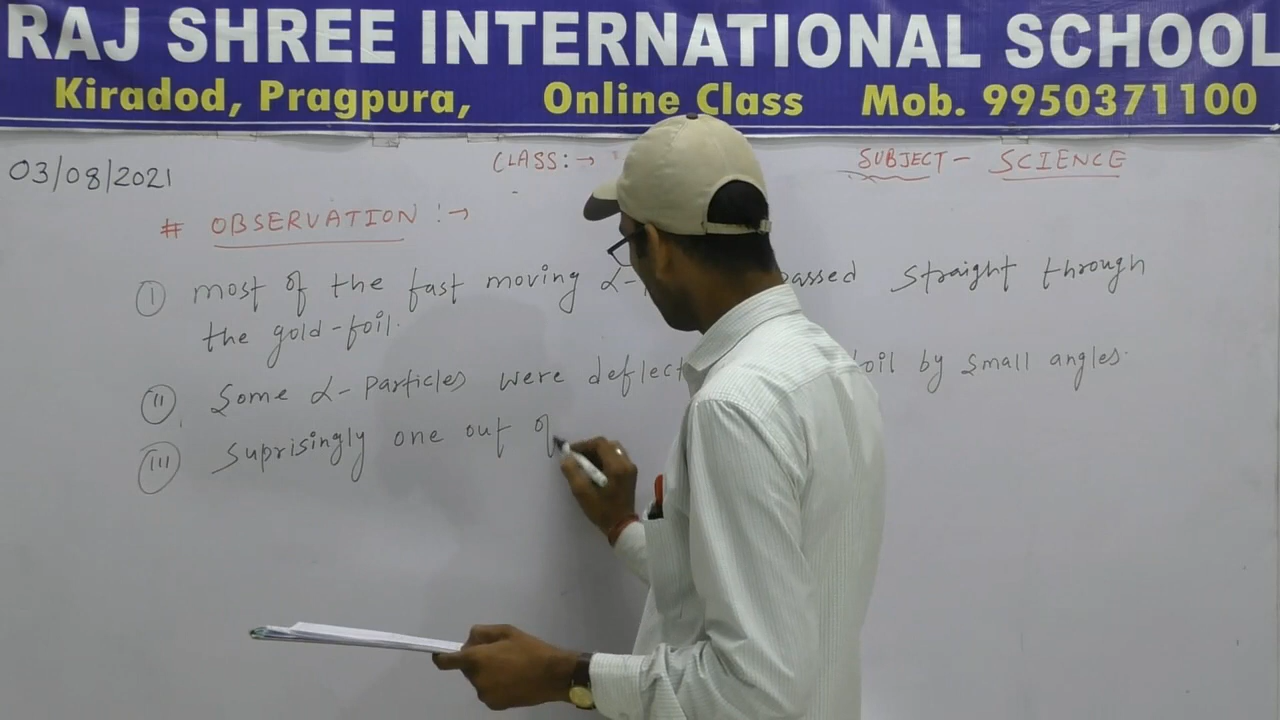 RAJ SHREE INTERNATIONAL SCHOOL
Kiradod, Pragpura, Online Class Mob. 9950371100
03/08/2021 CLASS:→ SUBJECT- SCIENCE
# OBSERVATION :→
(I) most of the fast moving α- assed straight through
the gold-foil.
(II) Some α-particles were deflect oil by small angles.
(III) Suprisingly one out of